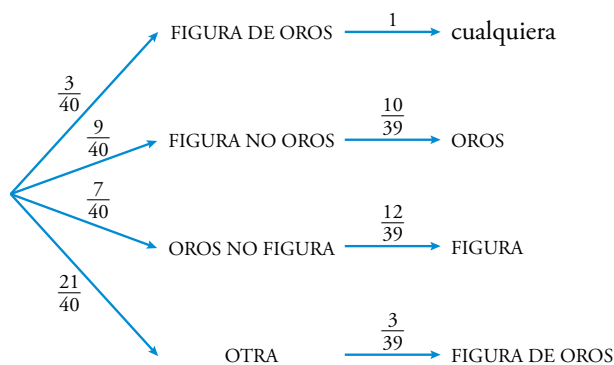 3/40 FIGURA DE OROS 1 cualquiera
9/40 FIGURA NO OROS 10/39 OROS
7/40 OROS NO FIGURA 12/39 FIGURA
21/40 OTRA 3/39 FIGURA DE OROS